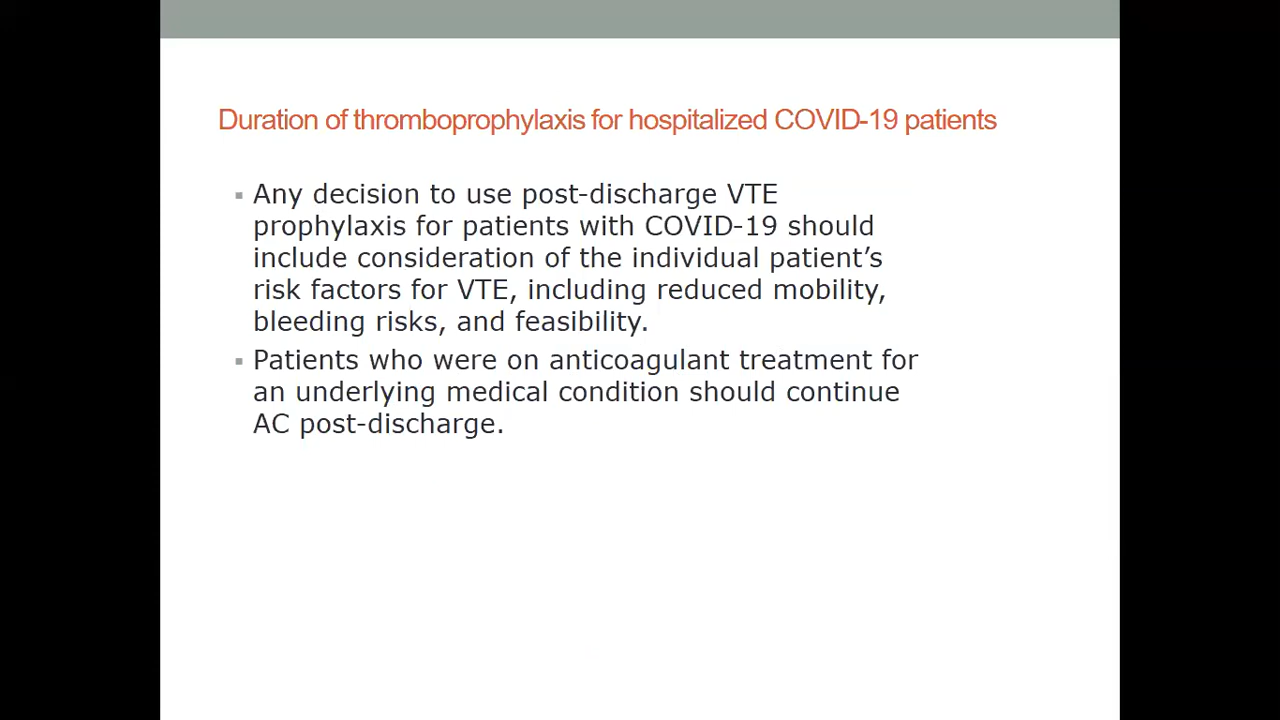 Duration of thromboprophylaxis for hospitalized COVID-19 patients
▪ Any decision to use post-discharge VTE
prophylaxis for patients with COVID-19 should
include consideration of the individual patient’s
risk factors for VTE, including reduced mobility,
bleeding risks, and feasibility.
▪ Patients who were on anticoagulant treatment for
an underlying medical condition should continue
AC post-discharge.